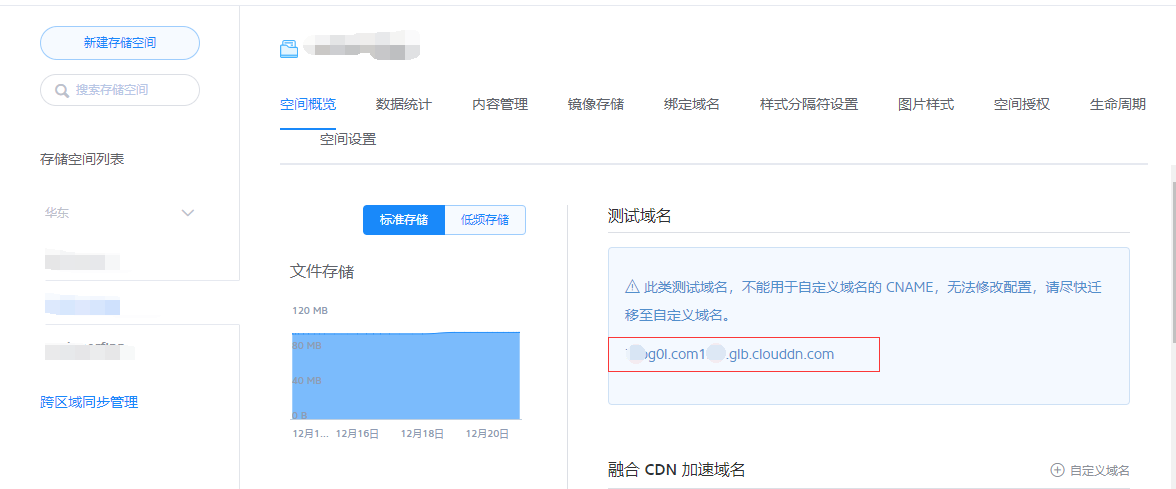 新建存储空间
搜索存储空间
存储空间列表
华东
跨区域同步管理
空间概览 数据统计 内容管理 镜像存储 绑定域名 样式分隔符设置 图片样式 空间授权 生命周期
空间设置
标准存储 低频存储
文件存储
120 MB
80 MB
40 MB
0 B
12月1... 12月16日 12月18日 12月20日
测试域名
此类测试域名，不能用于自定义域名的 CNAME，无法修改配置，请尽快迁
移至自定义域名。
g0l.com1 .glb.clouddn.com
融合 CDN 加速域名
自定义域名